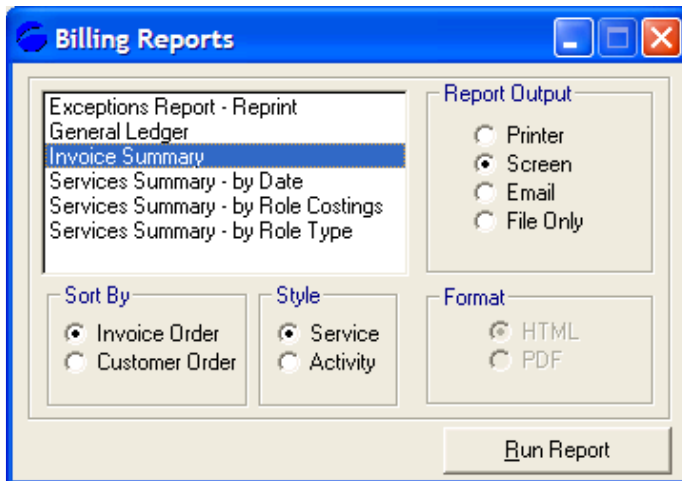 Billing Reports
Exceptions Report - Reprint
General Ledger
Invoice Summary
Services Summary - by Date
Services Summary - by Role Costings
Services Summary - by Role Type
Report Output
Printer
Screen
Email
File Only
Sort By
Invoice Order
Customer Order
Style
Service
Activity
Format
HTML
PDF
Run Report